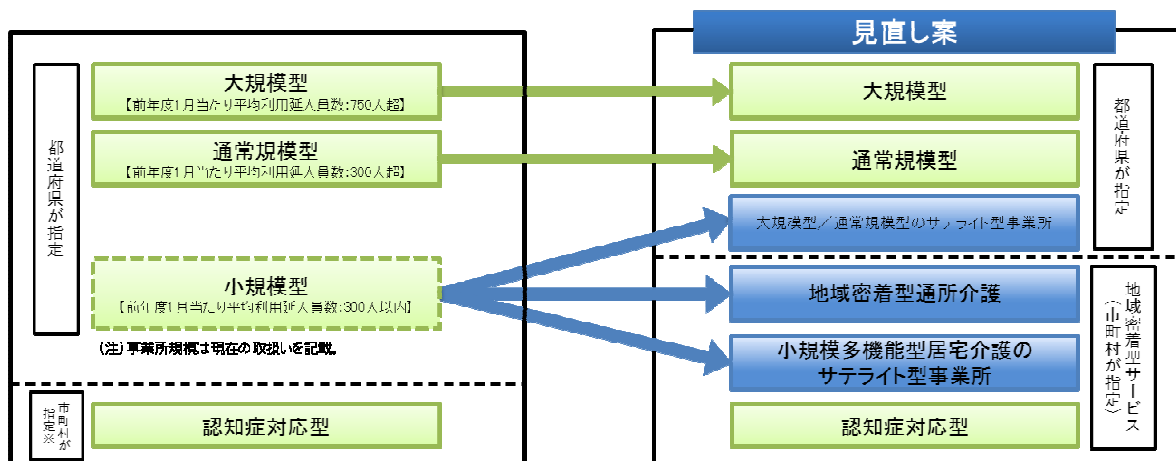 見直し案
都道府県が指定
大規模型
【前年度1月当たり平均利用延人員数:750人超】
通常規模型
【前年度1月当たり平均利用延人員数:300人超】
小規模型
【前年度1月当たり平均利用延人員数:300人以内】
(注)事業所規模は現在の取扱いを記載。
市町村が
指定※
認知症対応型
大規模型
通常規模型
大規模型/通常規模型のサテライト型事業所
都道府県が指定
地域密着型通所介護
小規模多機能型居宅介護の
サテライト型事業所
認知症対応型
地域密着型サービス
(市町村が指定)